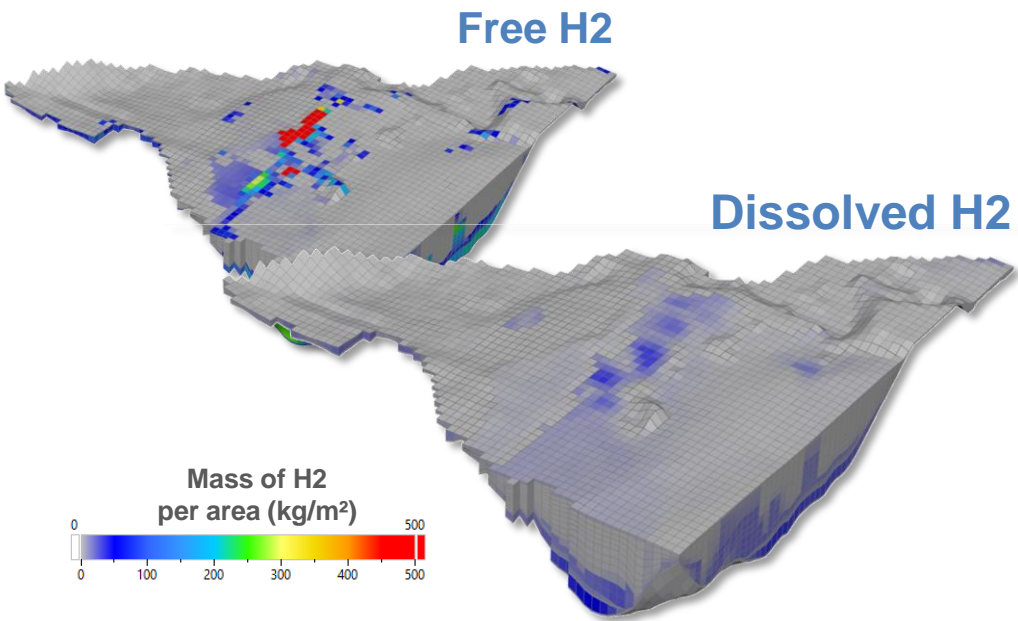 Free H2
Dissolved H2
Mass of H2
per area (kg/m²)
0 500
0 100 200 300 400 500